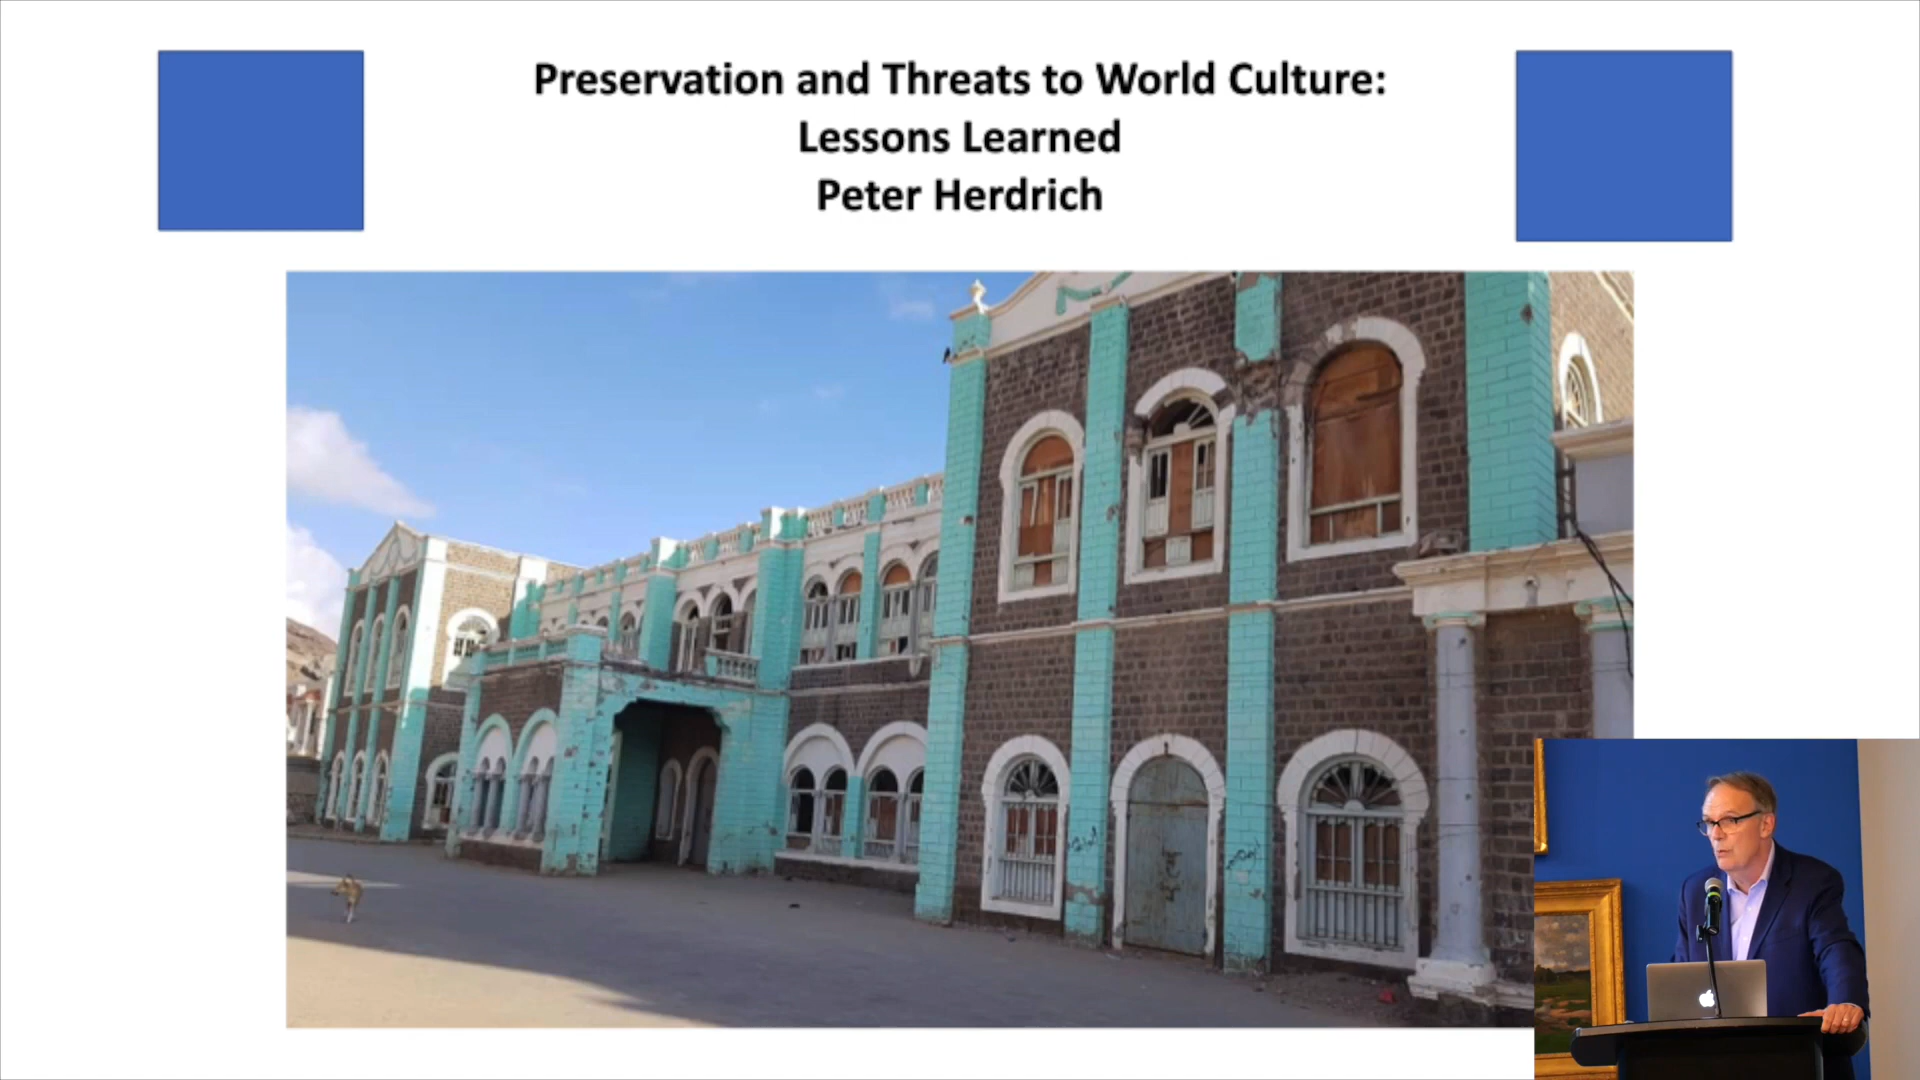 Preservation and Threats to World Culture:
Lessons Learned
Peter Herdrich